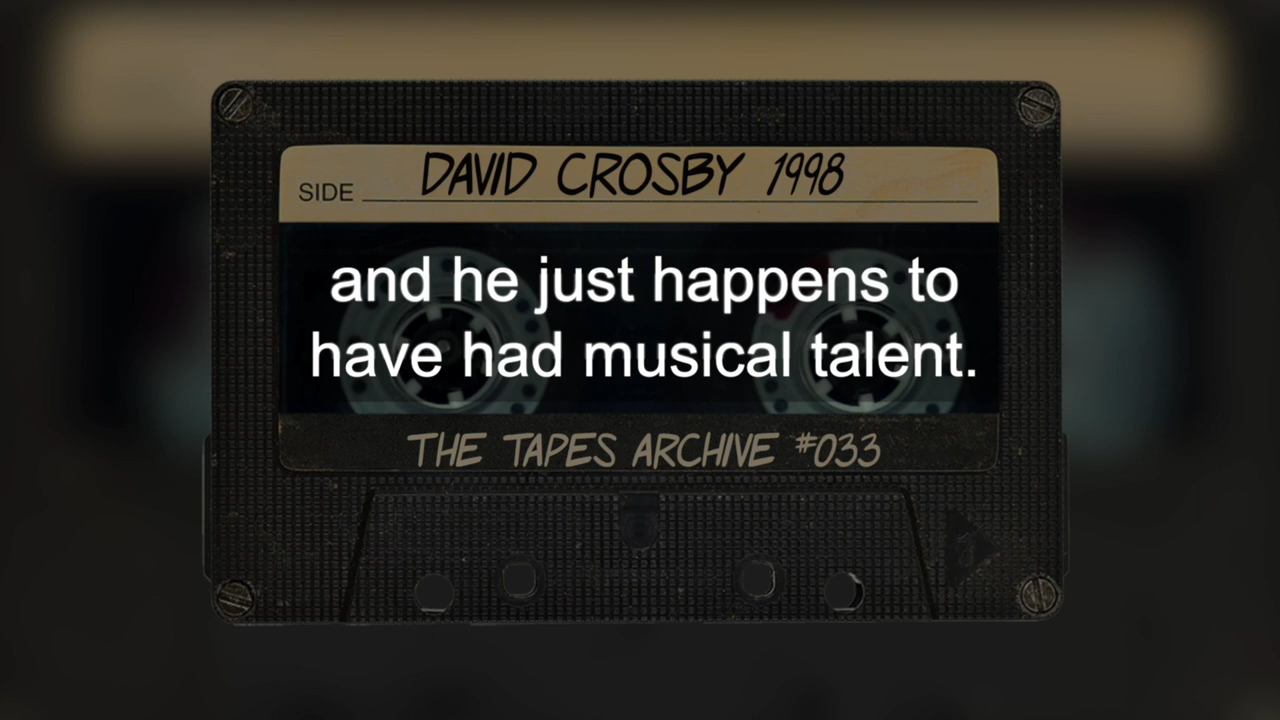 DAVID CROSBY 1998
SIDE
and he just happens to
have had musical talent.
THE TAPES ARCHIVE #033